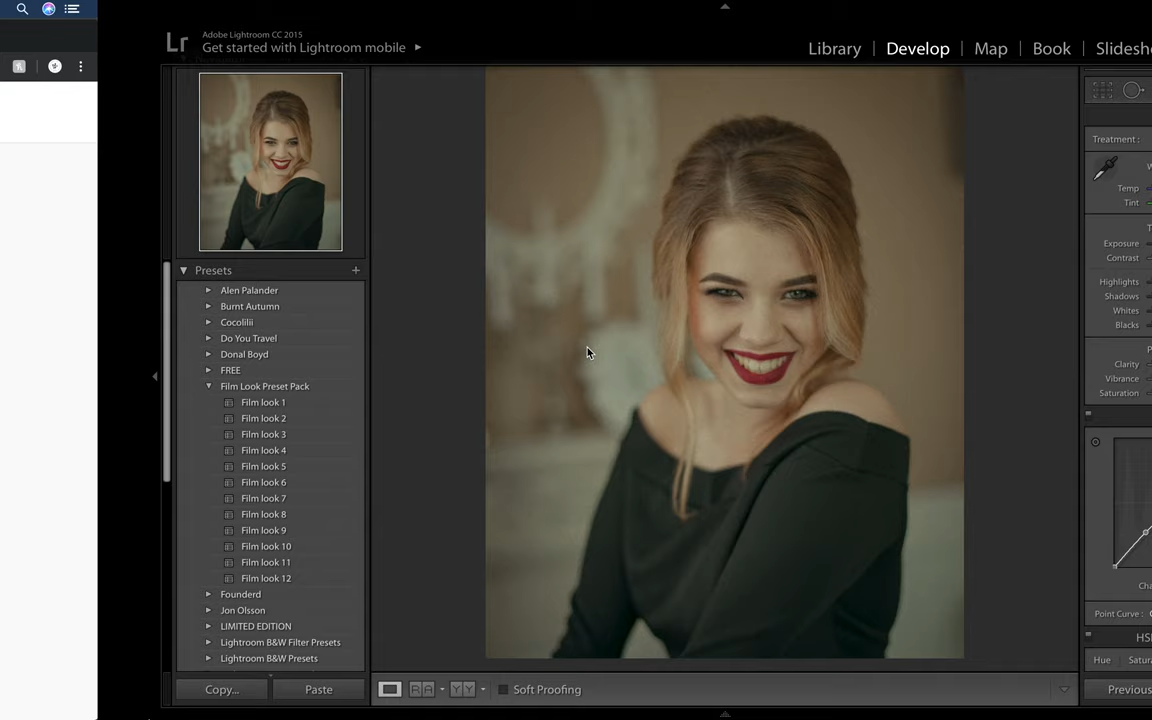 Lr
Adobe Lightroom CC 2015
Get started with Lightroom mobile
Library | Develop | Map | Book | Slidesh
Presets
Alen Palander
Burnt Autumn
Cocolilii
Do You Travel
Donal Boyd
FREE
Film Look Preset Pack
Film look 1
Film look 2
Film look 3
Film look 4
Film look 5
Film look 6
Film look 7
Film look 8
Film look 9
Film look 10
Film look 11
Film look 12
Founderd
Jon Olsson
LIMITED EDITION
Lightroom B&W Filter Presets
Lightroom B&W Presets
Copy...
Paste
R A
Y Y
Soft Proofing
Treatment :
W
Temp
Tint
T
Exposure
Contrast
Highlights
Shadows
Whites
Blacks
P
Clarity
Vibrance
Saturation
Cha
Point Curve :
HS
Hue
Satura
Previous